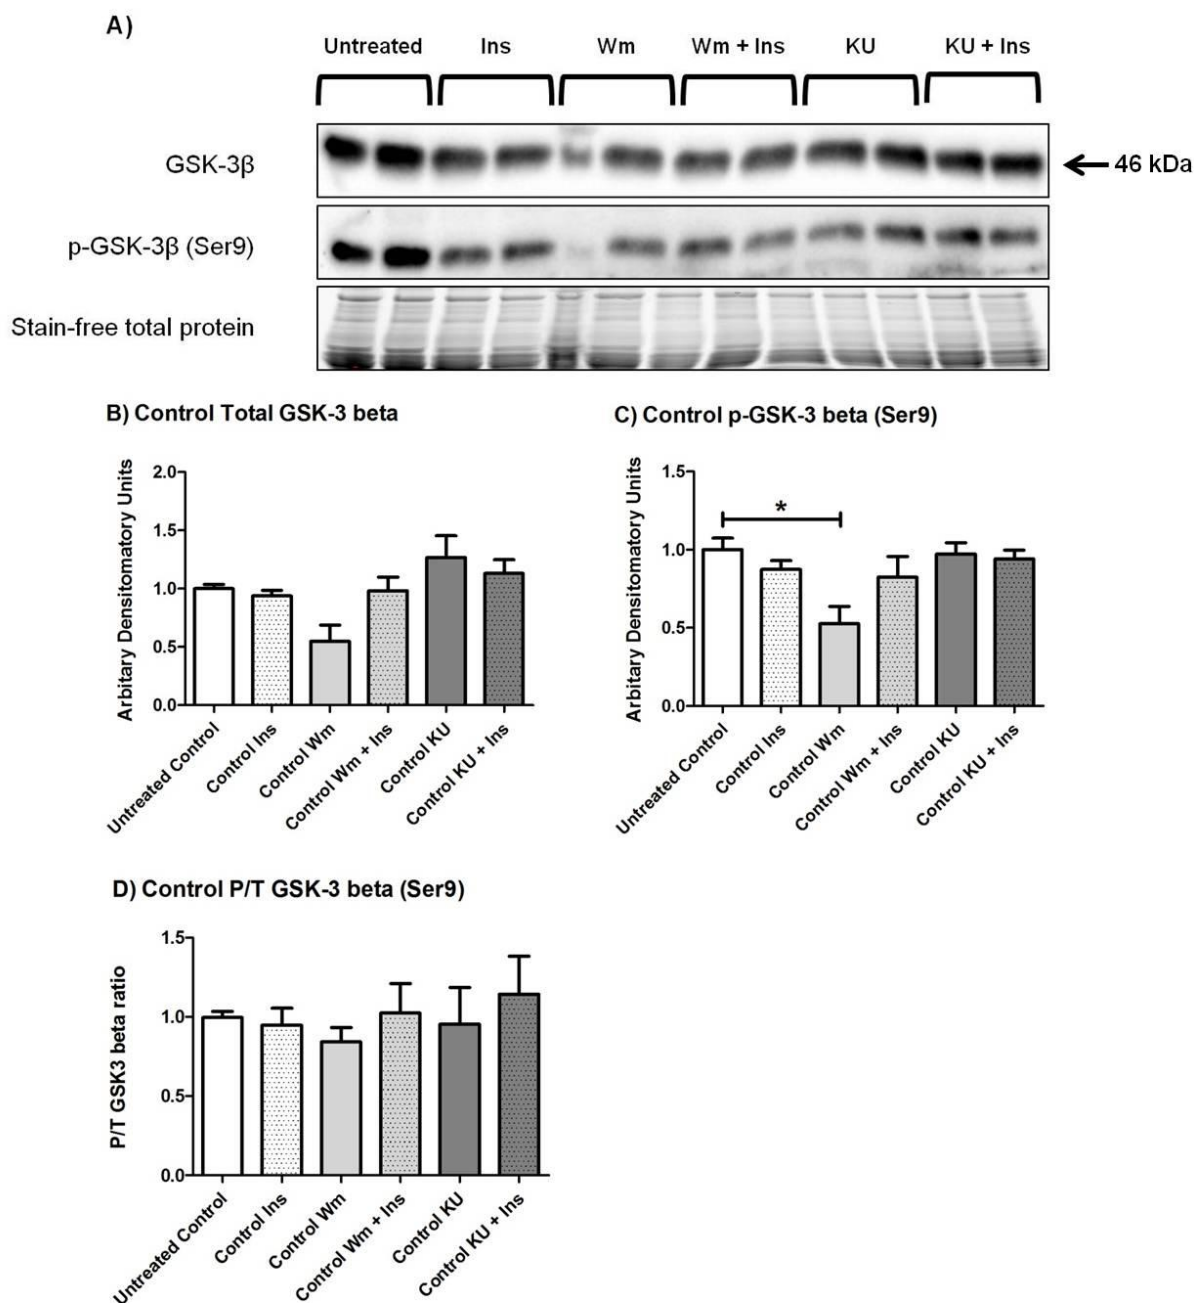 A)
Untreated Ins Wm Wm + Ins KU KU + Ins
GSK-3β
46 kDa
p-GSK-3β (Ser9)
Stain-free total protein
B) Control Total GSK-3 beta
Arbitary Densitomatory Units
2.0
1.5
1.0
0.5
0.0
Untreated Control
Control Ins
Control Wm
Control Wm + Ins
Control KU
Control KU + Ins
C) Control p-GSK-3 beta (Ser9)
Arbitary Densitomatory Units
1.5
1.0
0.5
0.0
*
Untreated Control
Control Ins
Control Wm
Control Wm + Ins
Control KU
Control KU + Ins
D) Control P/T GSK-3 beta (Ser9)
P/T GSK3 beta ratio
1.5
1.0
0.5
0.0
Untreated Control
Control Ins
Control Wm
Control Wm + Ins
Control KU
Control KU + Ins